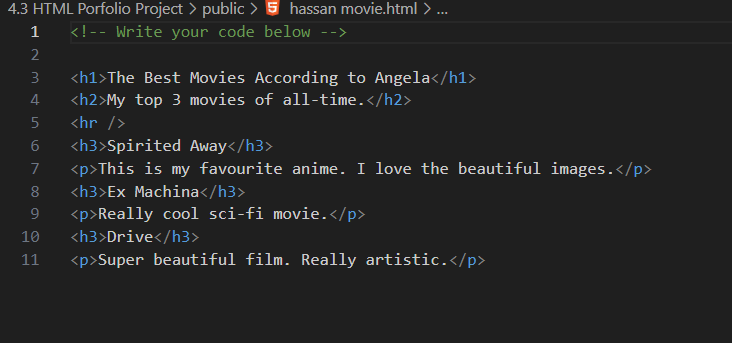 4.3 HTML Porfolio Project > public > hassan movie.html > ...
1 <!-- Write your code below -->
2
3 <h1>The Best Movies According to Angela</h1>
4 <h2>My top 3 movies of all-time.</h2>
5 <hr />
6 <h3>Spirited Away</h3>
7 <p>This is my favourite anime. I love the beautiful images.</p>
8 <h3>Ex Machina</h3>
9 <p>Really cool sci-fi movie.</p>
10 <h3>Drive</h3>
11 <p>Super beautiful film. Really artistic.</p>